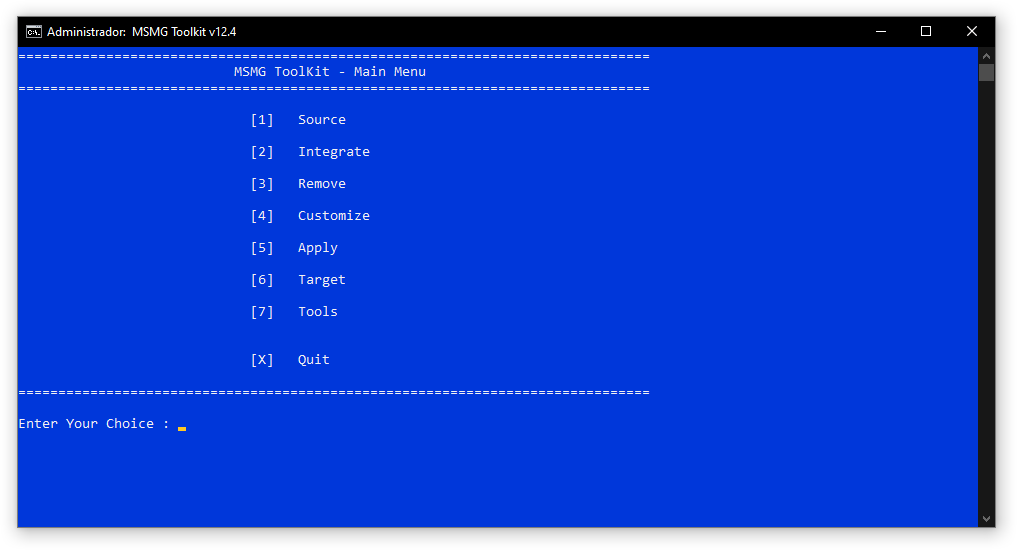 Administrador:  MSMG Toolkit v12.4
===============================================================================
MSMG ToolKit - Main Menu
===============================================================================
[1]   Source
[2]   Integrate
[3]   Remove
[4]   Customize
[5]   Apply
[6]   Target
[7]   Tools
[X]   Quit
===============================================================================
Enter Your Choice :